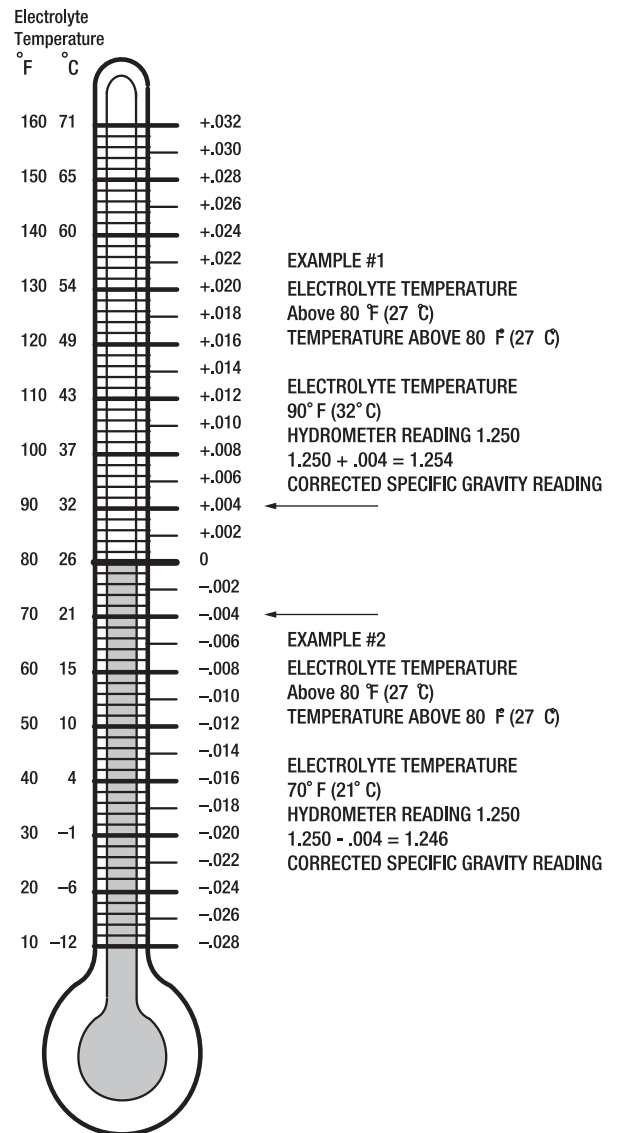 Electrolyte
Temperature
°F °C
160 71 +.032
+.030
150 65 +.028
+.026
140 60 +.024
+.022
130 54 +.020
+.018
120 49 +.016
+.014
110 43 +.012
+.010
100 37 +.008
+.006
90 32 +.004
+.002
80 26 0
–.002
70 21 –.004
–.006
60 15 –.008
–.010
50 10 –.012
–.014
40 4 –.016
–.018
30 –1 –.020
–.022
20 –6 –.024
–.026
10 –12 –.028
EXAMPLE #1
ELECTROLYTE TEMPERATURE
Above 80 °F (27 °C)
TEMPERATURE ABOVE 80 °F (27 °C)
ELECTROLYTE TEMPERATURE
90° F (32° C)
HYDROMETER READING 1.250
1.250 + .004 = 1.254
CORRECTED SPECIFIC GRAVITY READING
EXAMPLE #2
ELECTROLYTE TEMPERATURE
Above 80 °F (27 °C)
TEMPERATURE ABOVE 80 °F (27 °C)
ELECTROLYTE TEMPERATURE
70° F (21° C)
HYDROMETER READING 1.250
1.250 - .004 = 1.246
CORRECTED SPECIFIC GRAVITY READING